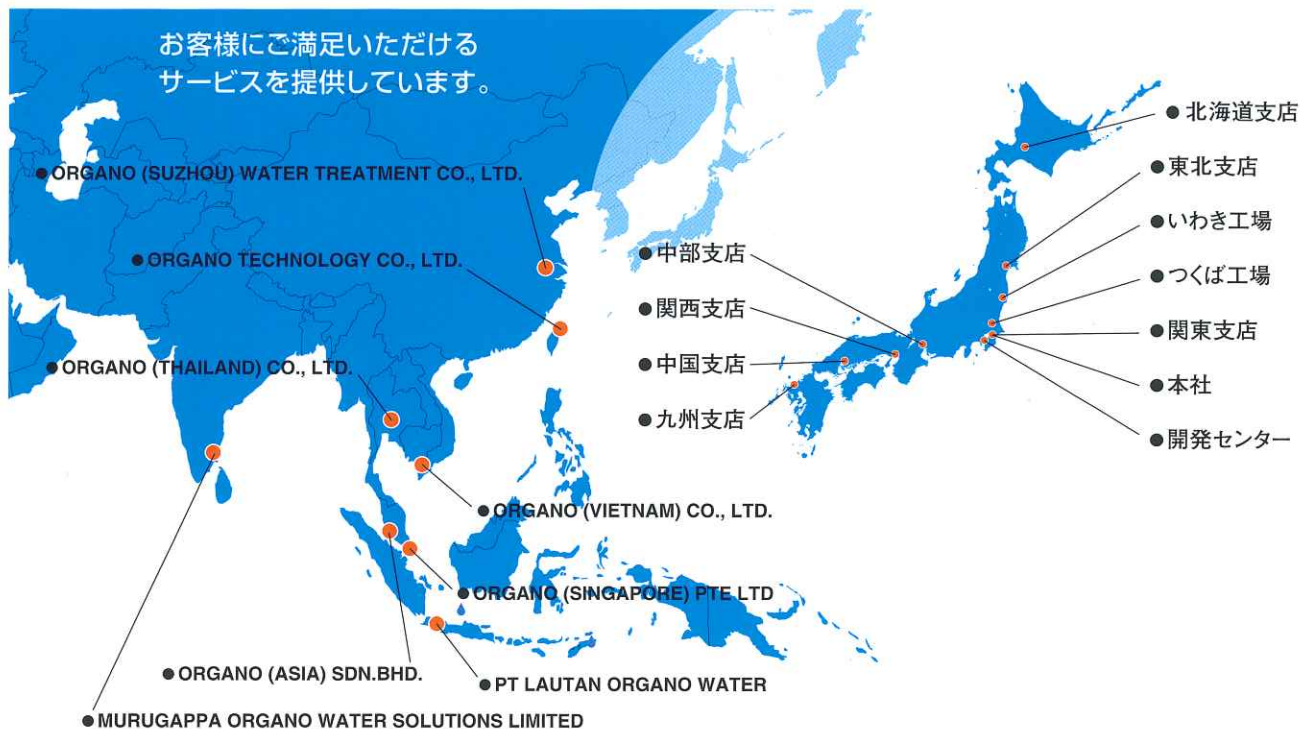 お客様にご満足いただける
サービスを提供しています。
● ORGANO (SUZHOU) WATER TREATMENT CO., LTD.
● ORGANO TECHNOLOGY CO., LTD.
● ORGANO (THAILAND) CO., LTD.
● ORGANO (VIETNAM) CO., LTD.
● ORGANO (SINGAPORE) PTE LTD
● ORGANO (ASIA) SDN.BHD.
● PT LAUTAN ORGANO WATER
● MURUGAPPA ORGANO WATER SOLUTIONS LIMITED
● 中部支店
● 関西支店
● 中国支店
● 九州支店
● 北海道支店
● 東北支店
● いわき工場
● つくば工場
● 関東支店
● 本社
● 開発センター